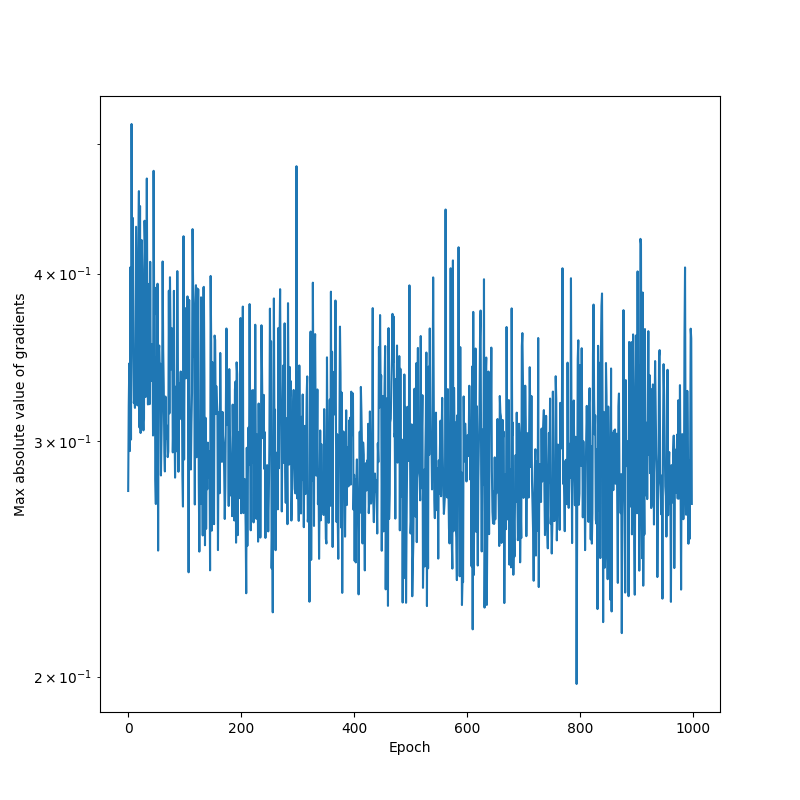 Max absolute value of gradients
4 × 10⁻¹
3 × 10⁻¹
2 × 10⁻¹
0 200 400 600 800 1000
Epoch